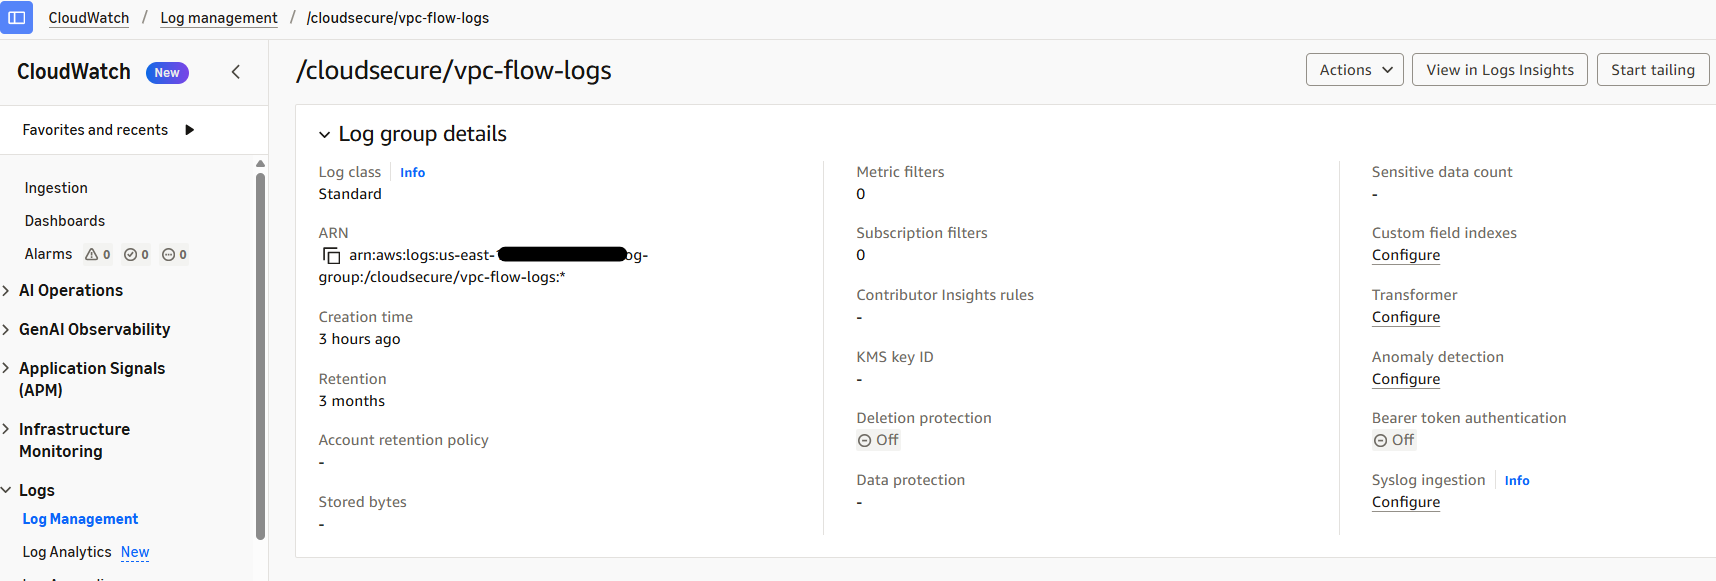 CloudWatch / Log management / /cloudsecure/vpc-flow-logs
CloudWatch New
Favorites and recents
Ingestion
Dashboards
Alarms 0 0 0
AI Operations
GenAI Observability
Application Signals
(APM)
Infrastructure
Monitoring
Logs
Log Management
Log Analytics New
/cloudsecure/vpc-flow-logs
Actions
View in Logs Insights
Start tailing
Log group details
Log class Info
Standard
ARN
arn:aws:logs:us-east- og-
group:/cloudsecure/vpc-flow-logs:*
Creation time
3 hours ago
Retention
3 months
Account retention policy
-
Stored bytes
-
Metric filters
0
Subscription filters
0
Contributor Insights rules
-
KMS key ID
-
Deletion protection
Off
Data protection
-
Sensitive data count
-
Custom field indexes
Configure
Transformer
Configure
Anomaly detection
Configure
Bearer token authentication
Off
Syslog ingestion Info
Configure